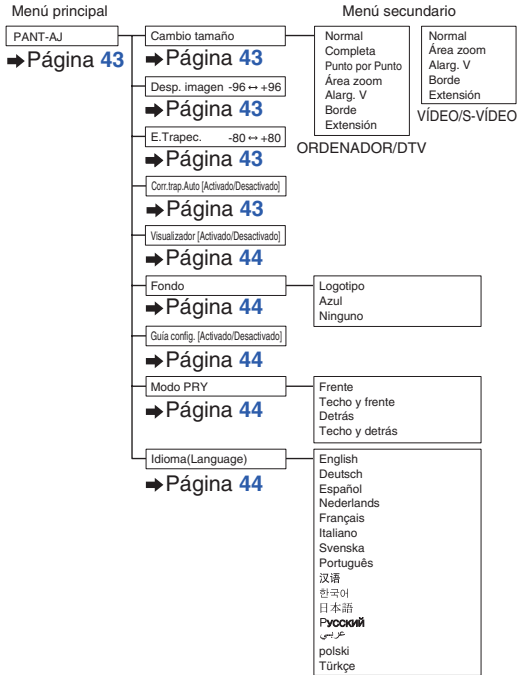 Menú principal
Menú secundario
PANT-AJ
➡Página 43
Cambio tamaño
➡Página 43
Normal
Completa
Punto por Punto
Área zoom
Alarg. V
Borde
Extensión
ORDENADOR/DTV
Normal
Área zoom
Alarg. V
Borde
Extensión
VÍDEO/S-VÍDEO
Desp. imagen -96 ↔ +96
➡Página 43
E.Trapec. -80 ↔ +80
➡Página 43
Corr.trap.Auto [Activado/Desactivado]
➡Página 43
Visualizador [Activado/Desactivado]
➡Página 44
Fondo
➡Página 44
Logotipo
Azul
Ninguno
Guía config. [Activado/Desactivado]
➡Página 44
Modo PRY
➡Página 44
Frente
Techo y frente
Detrás
Techo y detrás
Idioma(Language)
➡Página 44
English
Deutsch
Español
Nederlands
Français
Italiano
Svenska
Português
汉语
한국어
日本語
Русский
عربي
polski
Türkçe